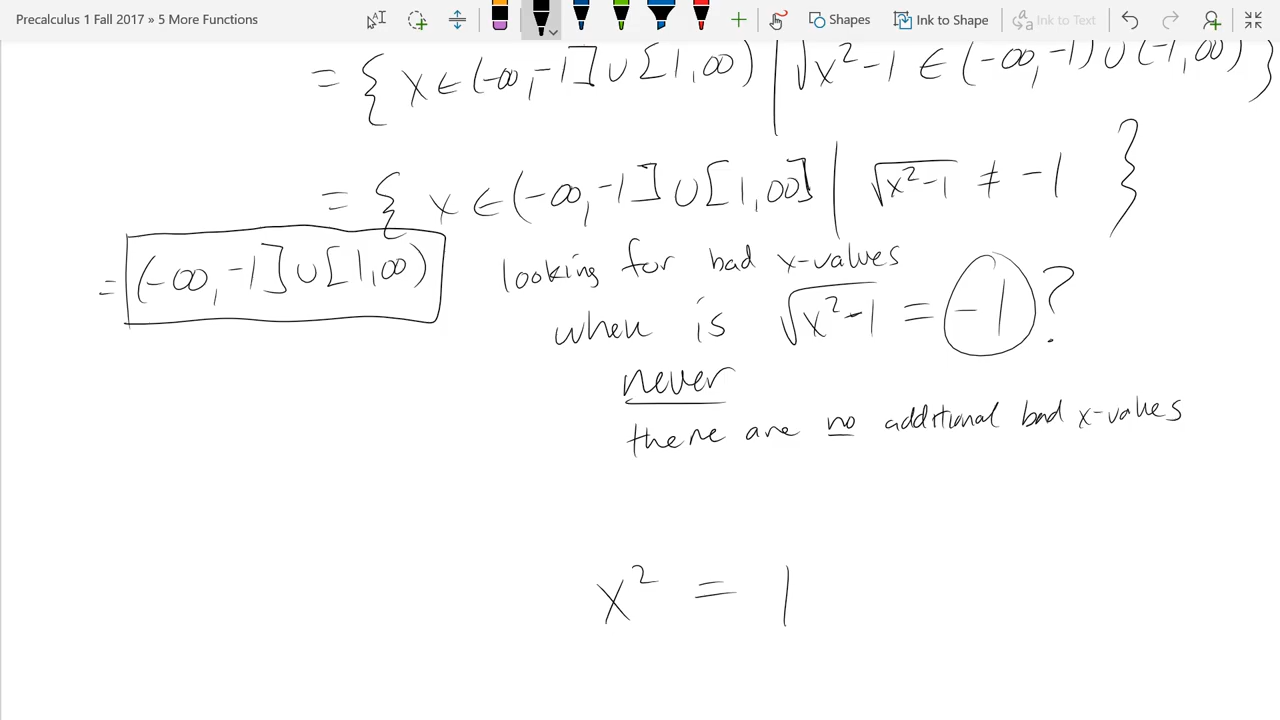 Precalculus 1 Fall 2017 » 5 More Functions
Shapes
Ink to Shape
Ink to Text
= { x ∈ (-∞, -1] ∪ [1, ∞) | √x²-1 ∈ (-∞, -1) ∪ (-1, ∞) }
= { x ∈ (-∞, -1] ∪ [1, ∞] | √x²-1 ≠ -1 }
= (-∞, -1] ∪ [1, ∞)
looking for bad x-values
when is √x²-1 = -1 ?
never
there are no additional bad x-values
x² = 1